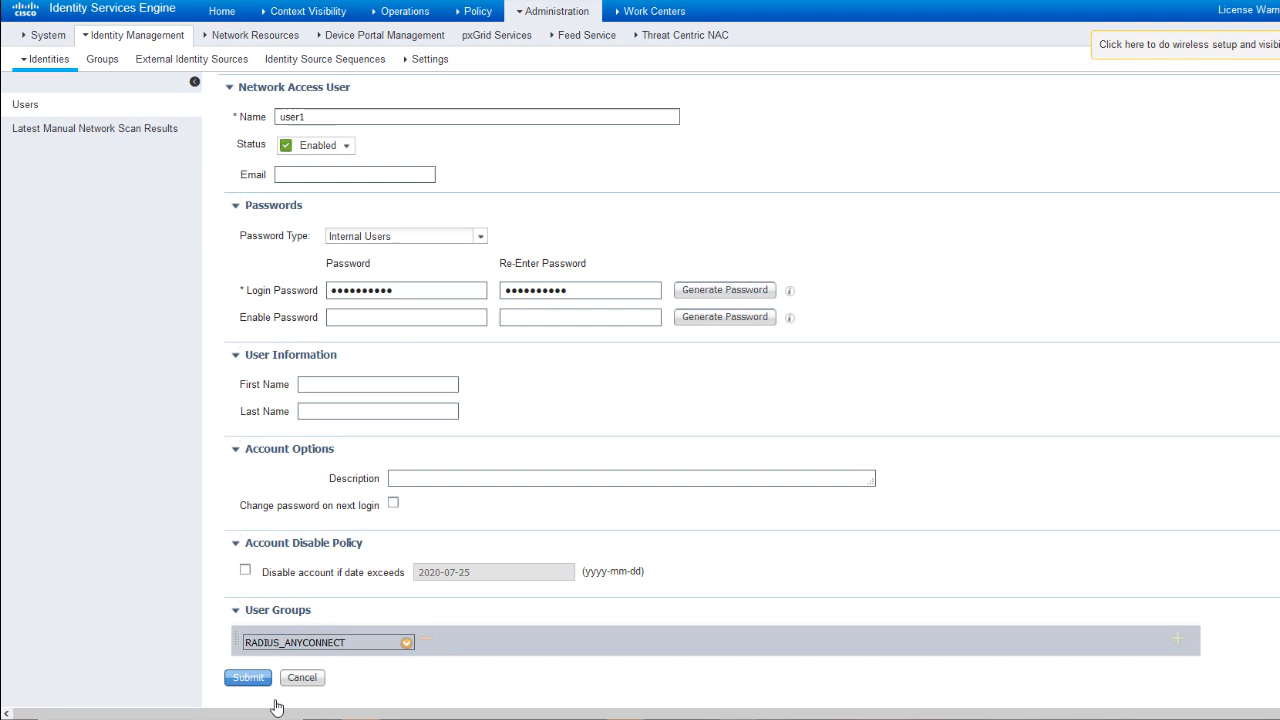 CISCO Identity Services Engine Home Context Visibility Operations Policy Administration Work Centers License Warn
System Identity Management Network Resources Device Portal Management pxGrid Services Feed Service Threat Centric NAC
Click here to do wireless setup and visibi
Identities Groups External Identity Sources Identity Source Sequences Settings
Users
Latest Manual Network Scan Results
Network Access User
* Name user1
Status Enabled
Email
Passwords
Password Type: Internal Users
Password Re-Enter Password
* Login Password •••••••••• •••••••••• Generate Password i
Enable Password Generate Password i
User Information
First Name
Last Name
Account Options
Description
Change password on next login
Account Disable Policy
Disable account if date exceeds 2020-07-25 (yyyy-mm-dd)
User Groups
RADIUS_ANYCONNECT
Submit Cancel